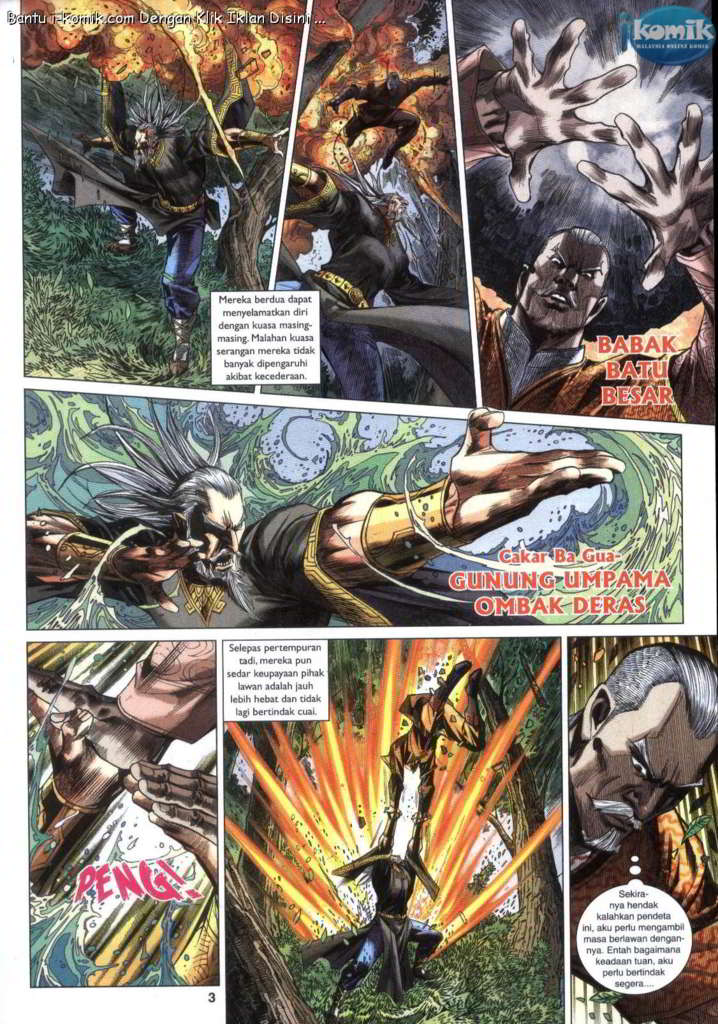 Bantu i-komik.com Dengan Klik Iklan Disini ...
ikomik
MALAYSIA ONLINE KOMIK
Mereka berdua dapat
menyelamatkan diri
dengan kuasa masing-
masing. Malahan kuasa
serangan mereka tidak
banyak dipengaruhi
akibat kecederaan.
BABAK
BATU
BESAR
Cakar Ba Gua-
GUNUNG UMPAMA
OMBAK DERAS
PENG!
Selepas pertempuran
tadi, mereka pun
sedar keupayaan pihak
lawan adalah jauh
lebih hebat dan tidak
lagi bertindak cuai.
Sekira-
nya hendak
kalahkan pendeta
ini, aku perlu mengambil
masa berlawan dengan-
nya. Entah bagaimana
keadaan tuan, aku
perlu bertindak
segera....
3